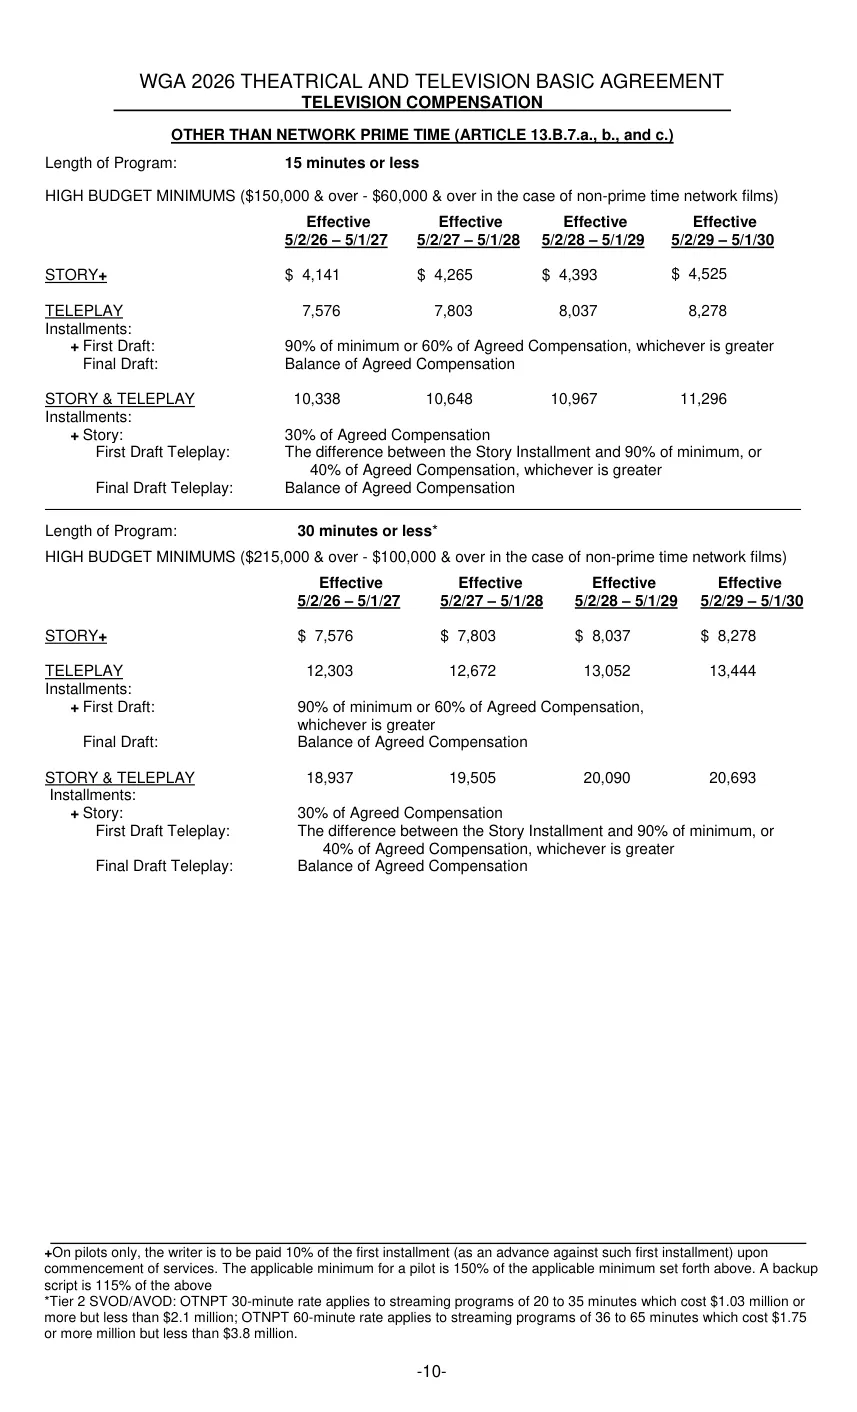 WGA 2026 THEATRICAL AND TELEVISION BASIC AGREEMENT
TELEVISION COMPENSATION
OTHER THAN NETWORK PRIME TIME (ARTICLE 13.B.7.a., b., and c.)
Length of Program: 15 minutes or less
HIGH BUDGET MINIMUMS ($150,000 & over - $60,000 & over in the case of non-prime time network films)
Effective Effective Effective Effective
5/2/26 – 5/1/27 5/2/27 – 5/1/28 5/2/28 – 5/1/29 5/2/29 – 5/1/30
STORY+ $ 4,141 $ 4,265 $ 4,393 $ 4,525
TELEPLAY 7,576 7,803 8,037 8,278
Installments:
+ First Draft: 90% of minimum or 60% of Agreed Compensation, whichever is greater
Final Draft: Balance of Agreed Compensation
STORY & TELEPLAY 10,338 10,648 10,967 11,296
Installments:
+ Story: 30% of Agreed Compensation
First Draft Teleplay: The difference between the Story Installment and 90% of minimum, or
40% of Agreed Compensation, whichever is greater
Final Draft Teleplay: Balance of Agreed Compensation
Length of Program: 30 minutes or less*
HIGH BUDGET MINIMUMS ($215,000 & over - $100,000 & over in the case of non-prime time network films)
Effective Effective Effective Effective
5/2/26 – 5/1/27 5/2/27 – 5/1/28 5/2/28 – 5/1/29 5/2/29 – 5/1/30
STORY+ $ 7,576 $ 7,803 $ 8,037 $ 8,278
TELEPLAY 12,303 12,672 13,052 13,444
Installments:
+ First Draft: 90% of minimum or 60% of Agreed Compensation,
whichever is greater
Final Draft: Balance of Agreed Compensation
STORY & TELEPLAY 18,937 19,505 20,090 20,693
Installments:
+ Story: 30% of Agreed Compensation
First Draft Teleplay: The difference between the Story Installment and 90% of minimum, or
40% of Agreed Compensation, whichever is greater
Final Draft Teleplay: Balance of Agreed Compensation
+On pilots only, the writer is to be paid 10% of the first installment (as an advance against such first installment) upon
commencement of services. The applicable minimum for a pilot is 150% of the applicable minimum set forth above. A backup
script is 115% of the above
*Tier 2 SVOD/AVOD: OTNPT 30-minute rate applies to streaming programs of 20 to 35 minutes which cost $1.03 million or
more but less than $2.1 million; OTNPT 60-minute rate applies to streaming programs of 36 to 65 minutes which cost $1.75
or more million but less than $3.8 million.
-10-